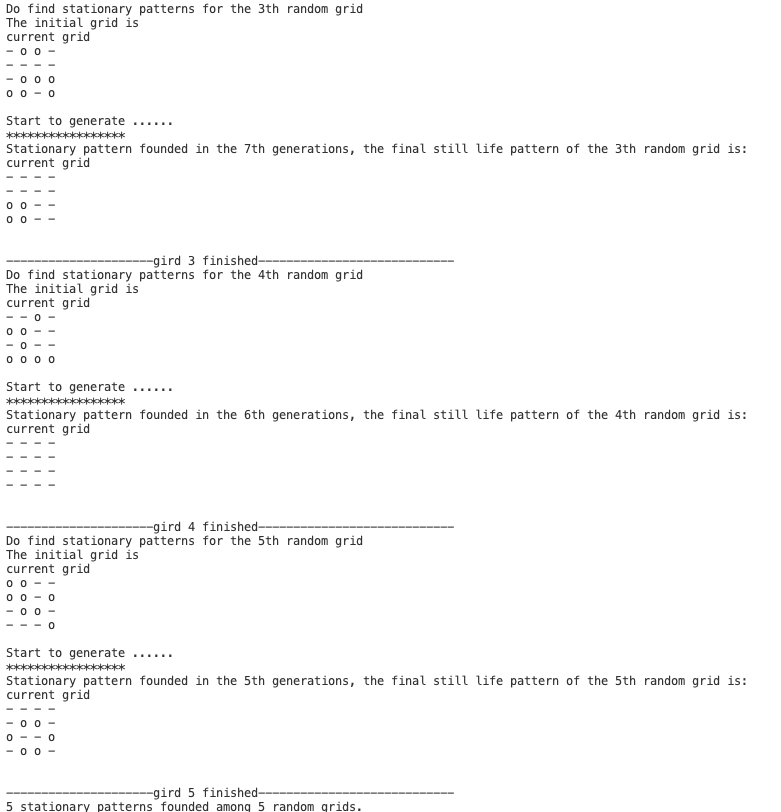 Do find stationary patterns for the 3th random grid
The initial grid is
current grid
- o o -
- - - -
- o o o
o o - o
Start to generate ......
*****************
Stationary pattern founded in the 7th generations, the final still life pattern of the 3th random grid is:
current grid
- - - -
- - - -
o o - -
o o - -
---------------------gird 3 finished----------------------------
Do find stationary patterns for the 4th random grid
The initial grid is
current grid
- - o -
o o - -
- o - -
o o o o
Start to generate ......
*****************
Stationary pattern founded in the 6th generations, the final still life pattern of the 4th random grid is:
current grid
- - - -
- - - -
- - - -
- - - -
---------------------gird 4 finished----------------------------
Do find stationary patterns for the 5th random grid
The initial grid is
current grid
o o - -
o o - o
- o o -
- - - o
Start to generate ......
*****************
Stationary pattern founded in the 5th generations, the final still life pattern of the 5th random grid is:
current grid
- - - -
- o o -
o - - o
- o o -
---------------------gird 5 finished----------------------------
5 stationary patterns founded among 5 random grids.